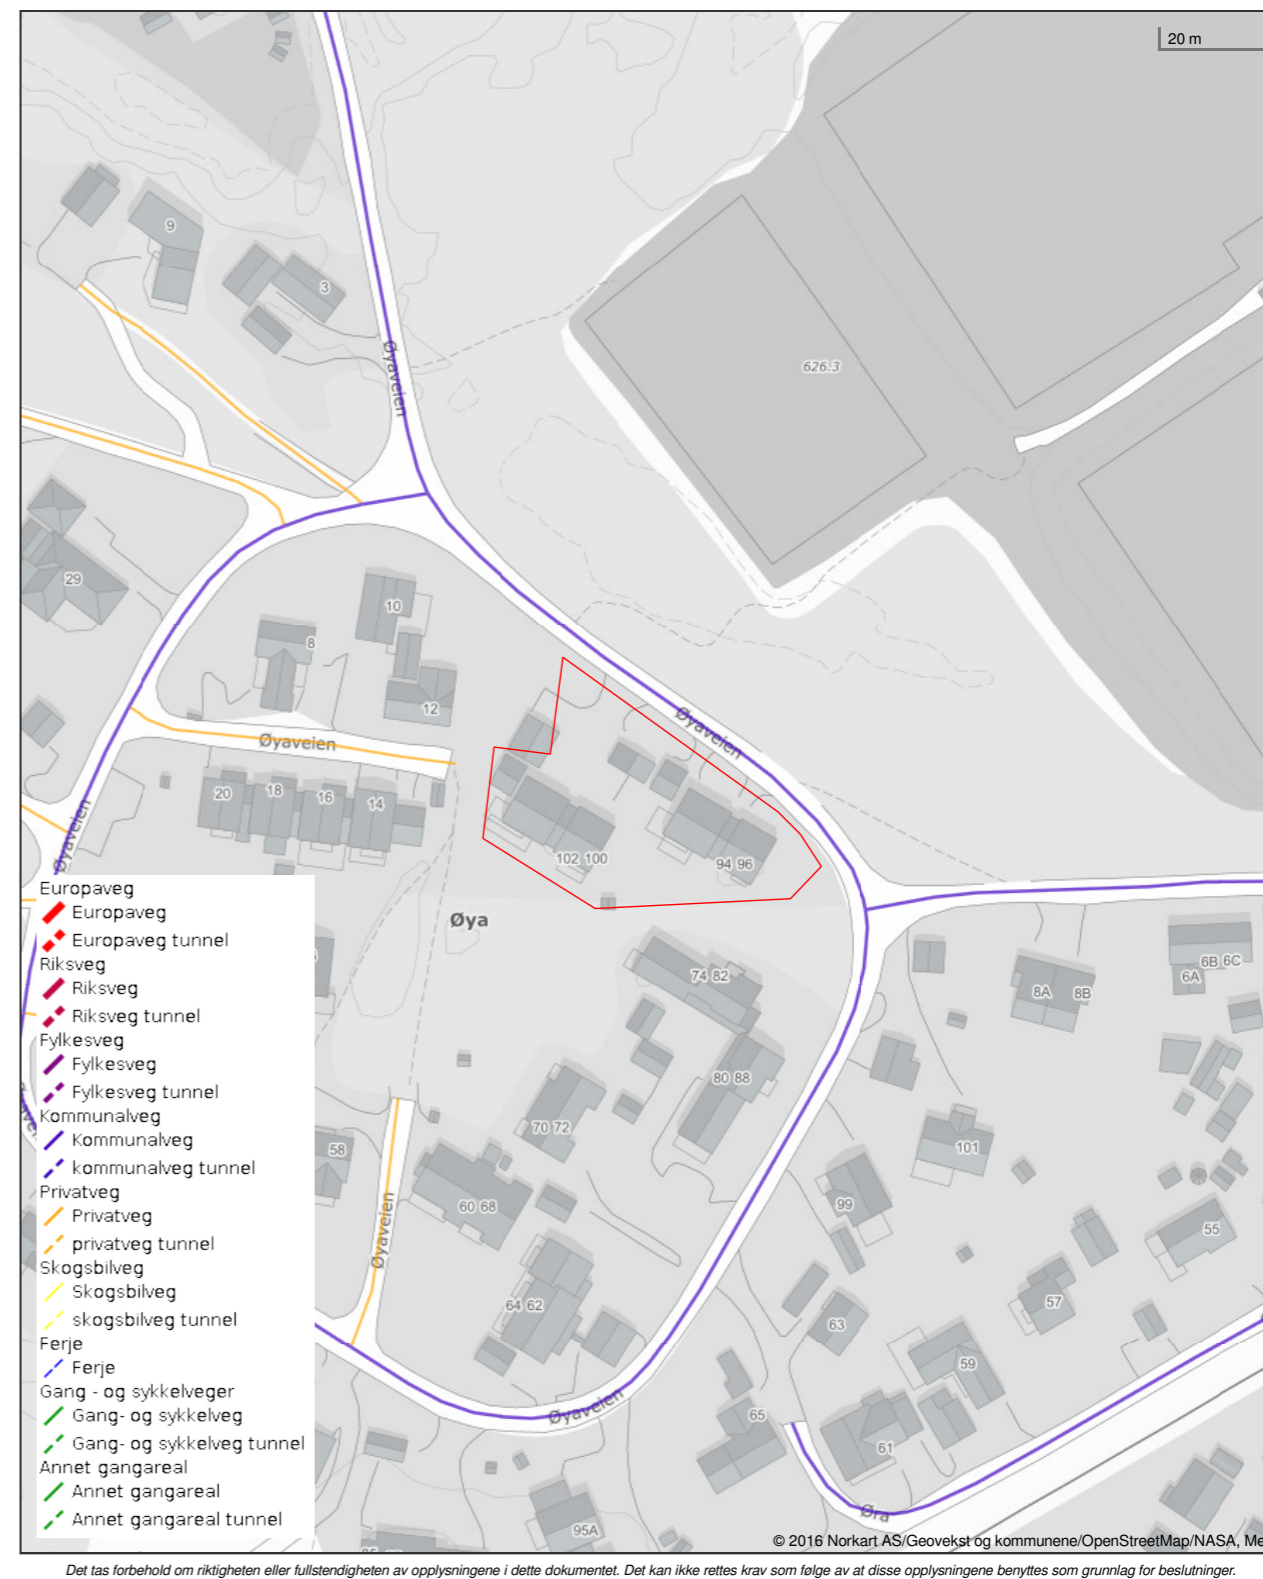 20 m
9
3
Øyaveien
626.3
29
10
8
12
Øyaveien
Øyaveien
20
18
16
14
Øyaveien
102 100
94 96
Øya
74 82
6B 6C
6A
8A
8B
80 88
70 72
58
101
60 68
99
55
Øyaveien
64 62
57
63
59
Øyaveien
65
61
Øra
95A
Europaveg
Europaveg
Europaveg tunnel
Riksveg
Riksveg
Riksveg tunnel
Fylkesveg
Fylkesveg
Fylkesveg tunnel
Kommunalveg
Kommunalveg
kommunalveg tunnel
Privatveg
Privatveg
privatveg tunnel
Skogsbilveg
Skogsbilveg
skogsbilveg tunnel
Ferje
Ferje
Gang - og sykkelveger
Gang- og sykkelveg
Gang- og sykkelveg tunnel
Annet gangareal
Annet gangareal
Annet gangareal tunnel
© 2016 Norkart AS/Geovekst og kommunene/OpenStreetMap/NASA, Me
Det tas forbehold om riktigheten eller fullstendigheten av opplysningene i dette dokumentet. Det kan ikke rettes krav som følge av at disse opplysningene benyttes som grunnlag for beslutninger.